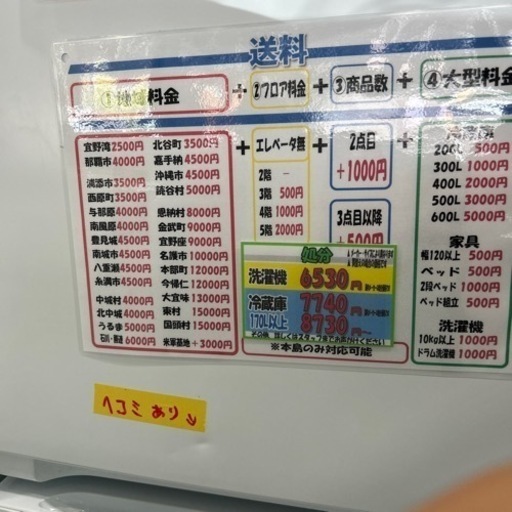 送料
料金 + ②フロア料金 + ③商品数 + ④大型料金
宜野湾2500円
那覇市4000円
浦添市3500円
西原町3500円
与那原4000円
南風原4000円
豊見城4500円
南城市4500円
八重瀬4500円
糸満市4500円
中城村4000円
北中城4000円
うるま5000円
6000円
北谷町3500円
嘉手納4500円
沖縄市4500円
読谷村5000円
恩納村8000円
金武町9000円
宜野座9000円
名護市10000円
本部町12000円
今帰仁12000円
大宜味13000円
東村15000円
国頭村15000円
米軍基地+3000円
+
エレベータ無
2階 −
3階 500円
4階 1000円
5階 2000円
+
2点目
+1000円
3点目以降
+500円
+
200L 500円
300L 1000円
400L 2000円
500L 3000円
600L 5000円
家具
幅120以上 500円
ベッド 500円
2段ベッド 1000円
ベッド組立 500円
洗濯機
10kg以上 1000円
ドラム洗濯機 1000円
処分
洗濯機 6530円
冷蔵庫 7740円
170L以上 8730円~
※本島のみ対応可能
ヘコミあり